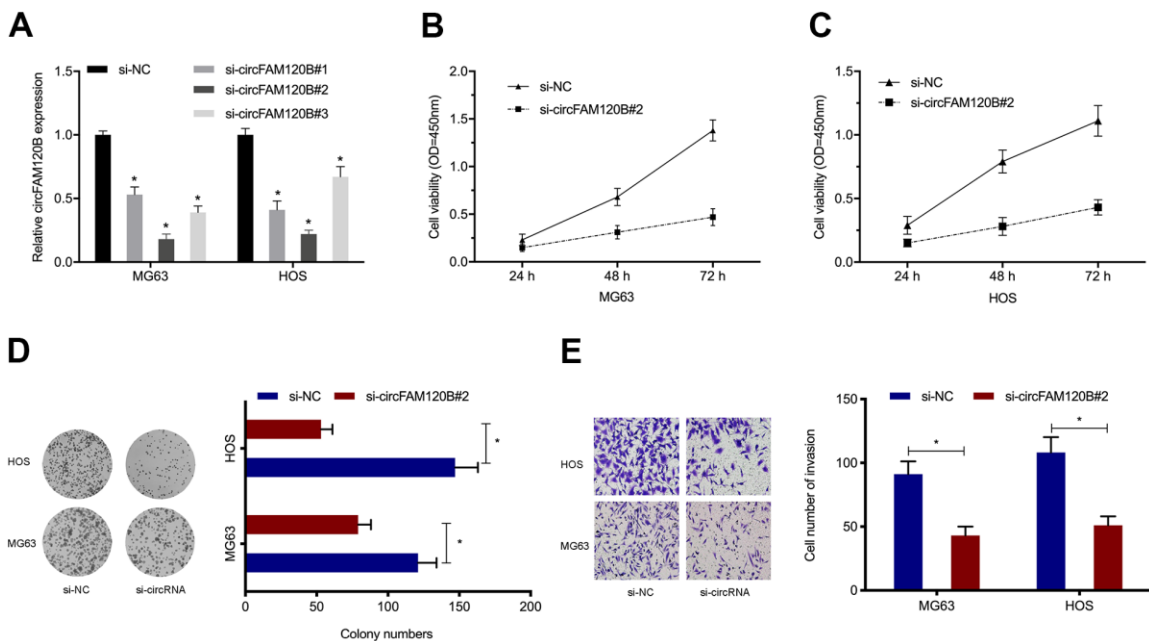 A
si-NC
si-circFAM120B#1
si-circFAM120B#2
si-circFAM120B#3
Relative circFAM120B expression
1.5
1.0
0.5
0.0
*
*
*
*
*
*
MG63
HOS
B
si-NC
si-circFAM120B#2
Cell viability (OD=450nm)
2.0
1.5
1.0
0.5
0.0
24 h
48 h
72 h
MG63
C
si-NC
si-circFAM120B#2
Cell viability (OD=450nm)
1.5
1.0
0.5
0.0
24 h
48 h
72 h
HOS
D
HOS
MG63
si-NC
si-circRNA
si-NC
si-circFAM120B#2
HOS
MG63
*
*
0
50
100
150
200
Colony numbers
E
HOS
MG63
si-NC
si-circRNA
si-NC
si-circFAM120B#2
Cell number of invasion
150
100
50
0
*
*
MG63
HOS